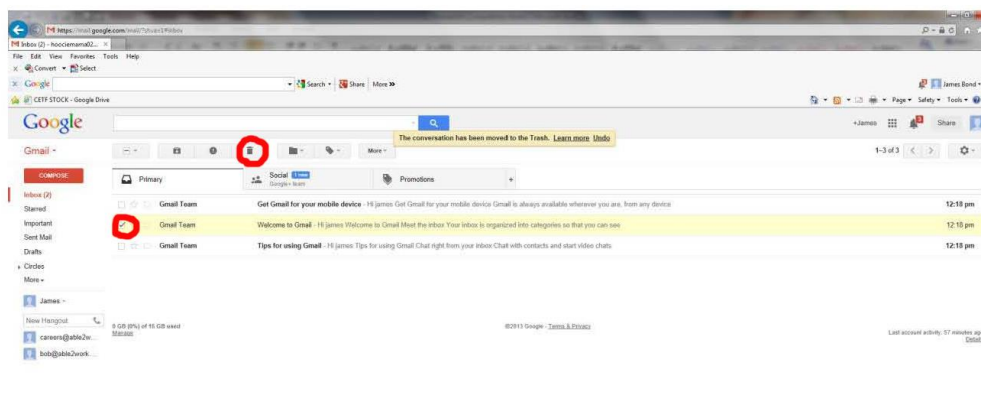 https://mail.google.com/mail/?shva=1#inbox
Inbox (2) - hoociemama02...
File Edit View Favorites Tools Help
x Convert Select
x Google Search Share More »
James Bond
CETF STOCK - Google Drive
Page Safety Tools
Google
+James 3 Share
The conversation has been moved to the Trash. Learn more Undo
Gmail
More
1–3 of 3
COMPOSE
Primary
Social 1 new
Google+ team
Promotions
+
Inbox (2)
Starred
Important
Sent Mail
Drafts
Circles
More
Gmail Team Get Gmail for your mobile device - Hi james Get Gmail for your mobile device Gmail is always available wherever you are, from any device 12:18 pm
Gmail Team Welcome to Gmail - Hi james Welcome to Gmail Meet the inbox Your inbox is organized into categories so that you can see 12:18 pm
Gmail Team Tips for using Gmail - Hi james Tips for using Gmail Chat right from your inbox Chat with contacts and start video chats 12:18 pm
James
New Hangout
careers@able2w...
bob@able2work...
0 GB (0%) of 15 GB used
Manage
©2013 Google - Terms & Privacy
Last account activity: 57 minutes ag
Detail